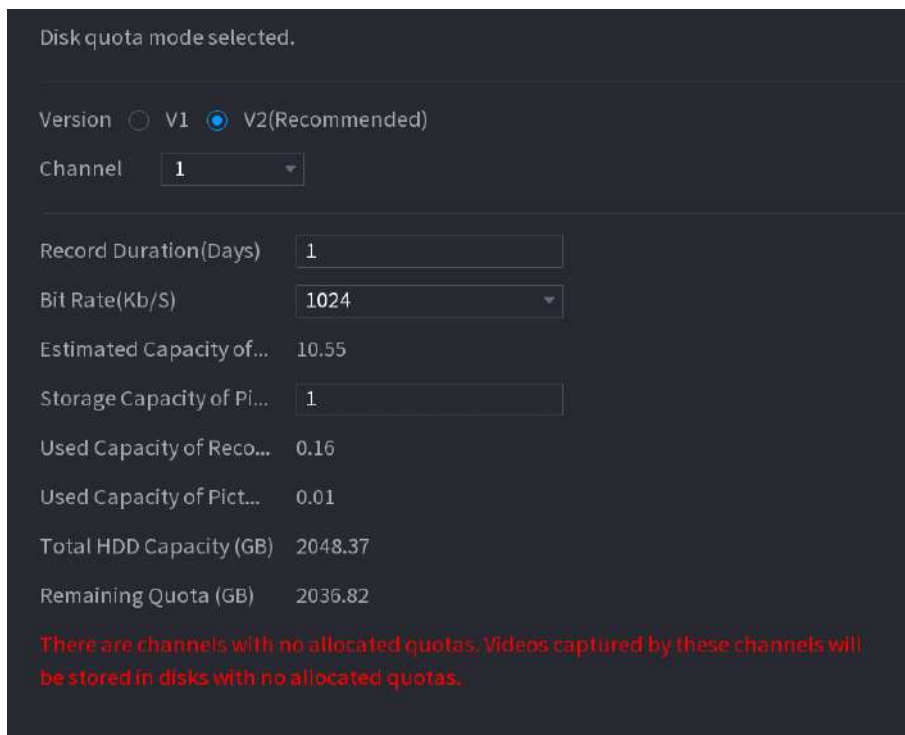 Disk quota mode selected.
Version V1 V2(Recommended)
Channel 1
Record Duration(Days) 1
Bit Rate(Kb/S) 1024
Estimated Capacity of... 10.55
Storage Capacity of Pi... 1
Used Capacity of Reco... 0.16
Used Capacity of Pict... 0.01
Total HDD Capacity (GB) 2048.37
Remaining Quota (GB) 2036.82
There are channels with no allocated quotas. Videos captured by these channels will
be stored in disks with no allocated quotas.